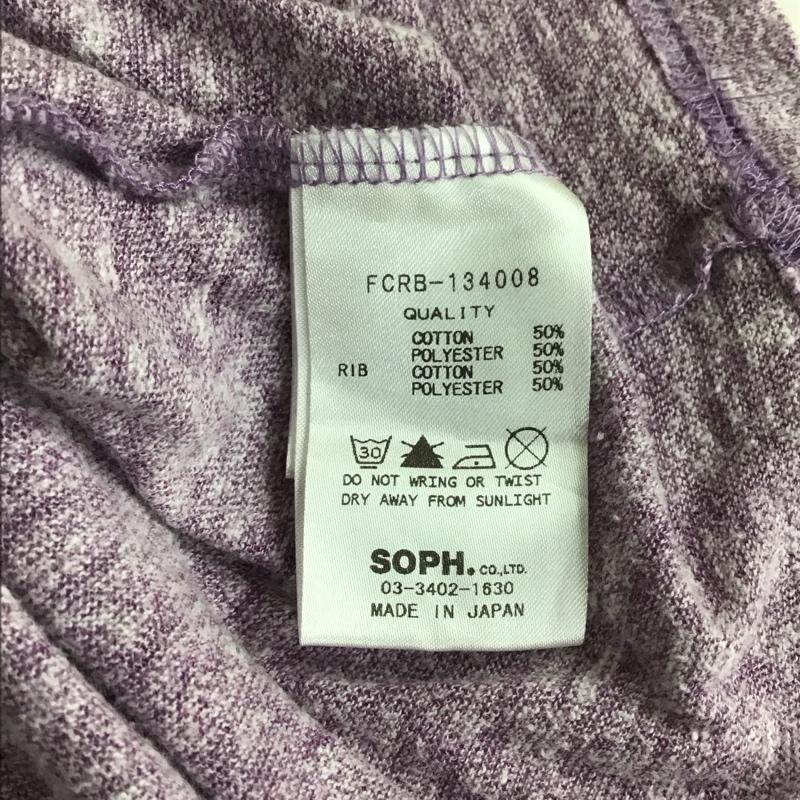 FCRB-134008
QUALITY
COTTON 50%
POLYESTER 50%
RIB COTTON 50%
POLYESTER 50%
30
DO NOT WRING OR TWIST
DRY AWAY FROM SUNLIGHT
SOPH. CO.,LTD.
03-3402-1630
MADE IN JAPAN